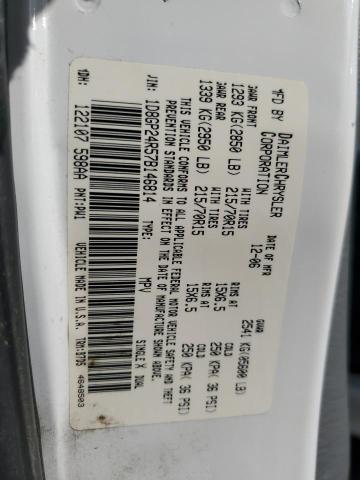 MFD BY DAIMLERCHRYSLER CORPORATION DATE OF MFR 12-06 GVWR 2541 KG(05600 LB)
GAWR FRONT WITH TIRES RIMS AT COLD
1293 KG (2850 LB) 215/70R15 15X6.5 250 KPA( 36 PSI)
GAWR REAR WITH TIRES RIMS AT COLD
1339 KG(2950 LB) 215/70R15 15X6.5 250 KPA( 36 PSI)
THIS VEHICLE CONFORMS TO ALL APPLICABLE FEDERAL MOTOR VEHICLE SAFETY AND THEFT
PREVENTION STANDARDS IN EFFECT ON THE DATE OF MANUFACTURE SHOWN ABOVE.
VIN: 1D8GP24R57B146814 MPV SINGLE X DUAL
MDH: 122107 598AA PNT:PW1 VEHICLE MADE IN U.S.A. TRM:B7D5 4648503